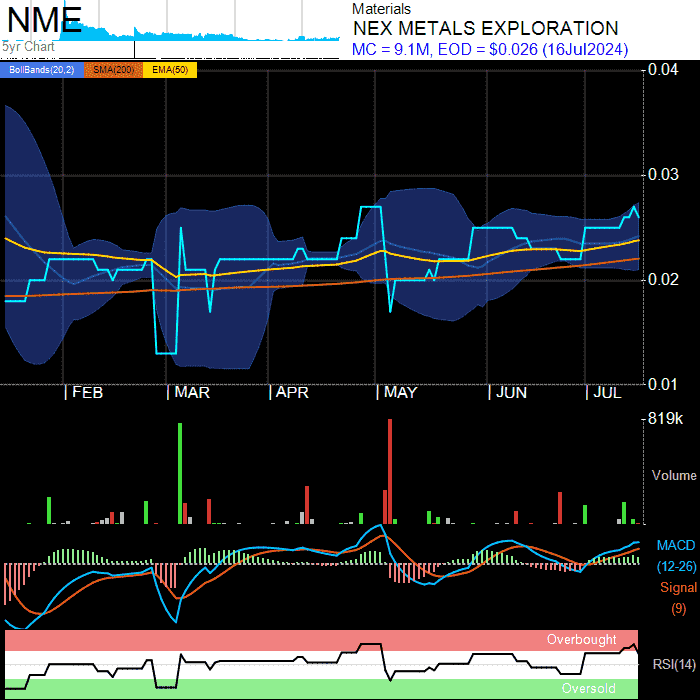 NME
5yr Chart
Materials
NEX METALS EXPLORATION
MC = 9.1M, EOD = $0.026 (16Jul2024)
BollBands(20,2) SMA(200) EMA(50)
0.04
0.03
0.02
0.01
| FEB | MAR | APR | MAY | JUN | JUL
819k
Volume
MACD
(12-26)
Signal
(9)
Overbought
RSI(14)
Oversold